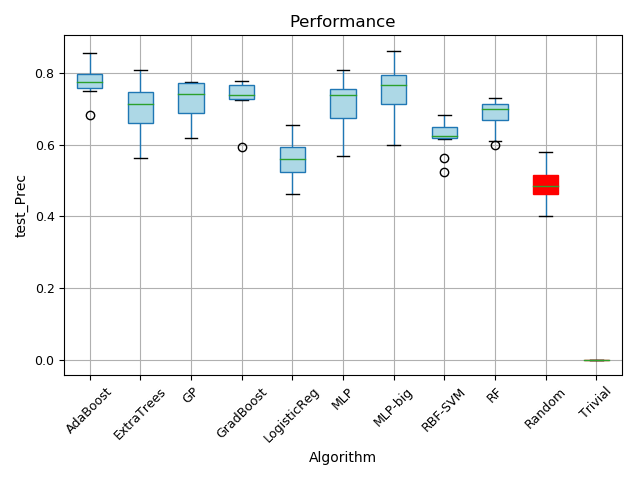 Performance
test_Prec
0.8
0.6
0.4
0.2
0.0
AdaBoost
ExtraTrees
GP
GradBoost
LogisticReg
MLP
MLP-big
RBF-SVM
RF
Random
Trivial
Algorithm